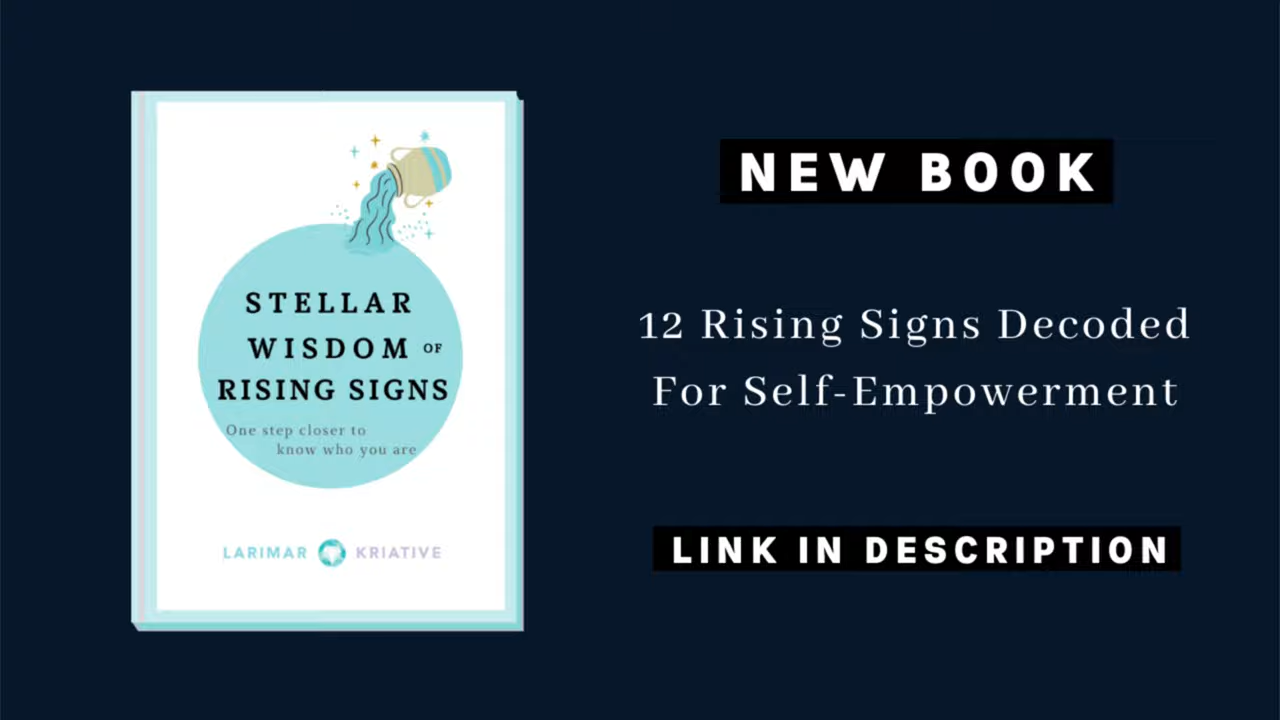 STELLAR
WISDOM OF
RISING SIGNS
One step closer to
know who you are
LARIMAR KRIATIVE
NEW BOOK
12 Rising Signs Decoded
For Self-Empowerment
LINK IN DESCRIPTION